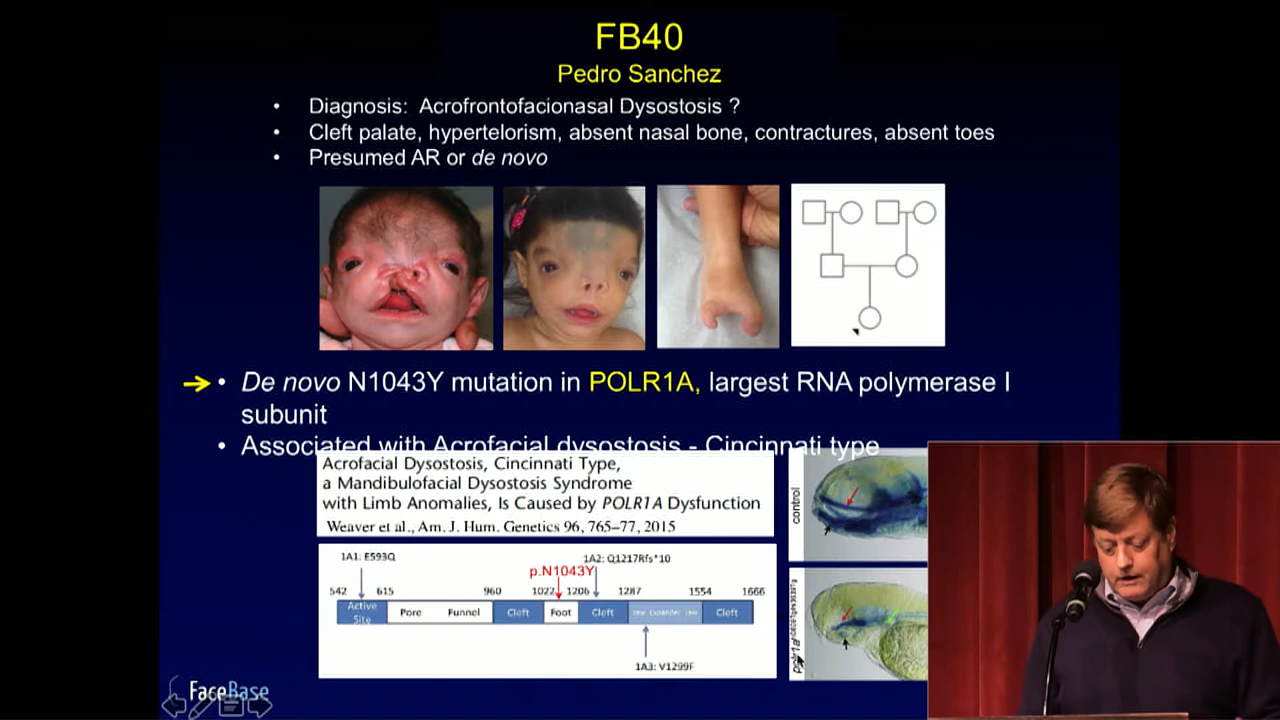 FB40
Pedro Sanchez
• Diagnosis: Acrofrontofacionasal Dysostosis ?
• Cleft palate, hypertelorism, absent nasal bone, contractures, absent toes
• Presumed AR or de novo
• De novo N1043Y mutation in POLR1A, largest RNA polymerase I
subunit
• Associated with Acrofacial dysostosis - Cincinnati type
Acrofacial Dysostosis, Cincinnati Type,
a Mandibulofacial Dysostosis Syndrome
with Limb Anomalies, Is Caused by POLR1A Dysfunction
Weaver et al., Am. J. Hum. Genetics 96, 765–77, 2015
1A1: E593Q
1A2: Q1217Rfs*10
p.N1043Y
542 615 960 1022 1206 1287 1554 1666
Active Site Pore Funnel Cleft Foot Cleft Cleft
1A3: V1299F
control
polr1a
FaceBase